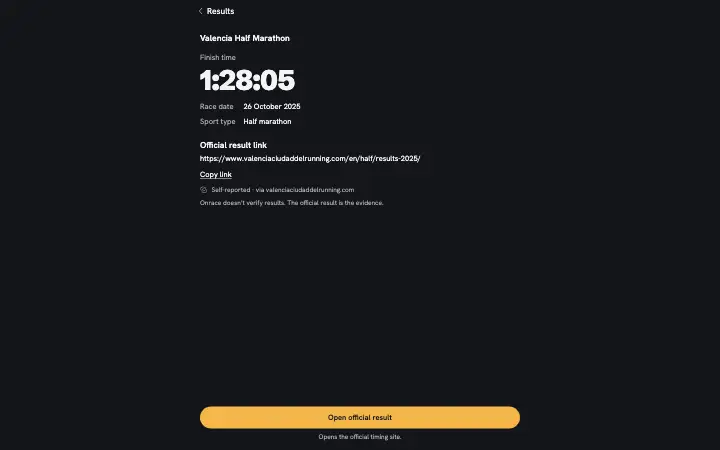 Results
Valencia Half Marathon
Finish time
1:28:05
Race date 26 October 2025
Sport type Half marathon
Official result link
https://www.valenciaciudaddelrunning.com/en/half/results-2025/
Copy link
Self-reported · via valenciaciudaddelrunning.com
Onrace doesn't verify results. The official result is the evidence.
Open official result
Opens the official timing site.